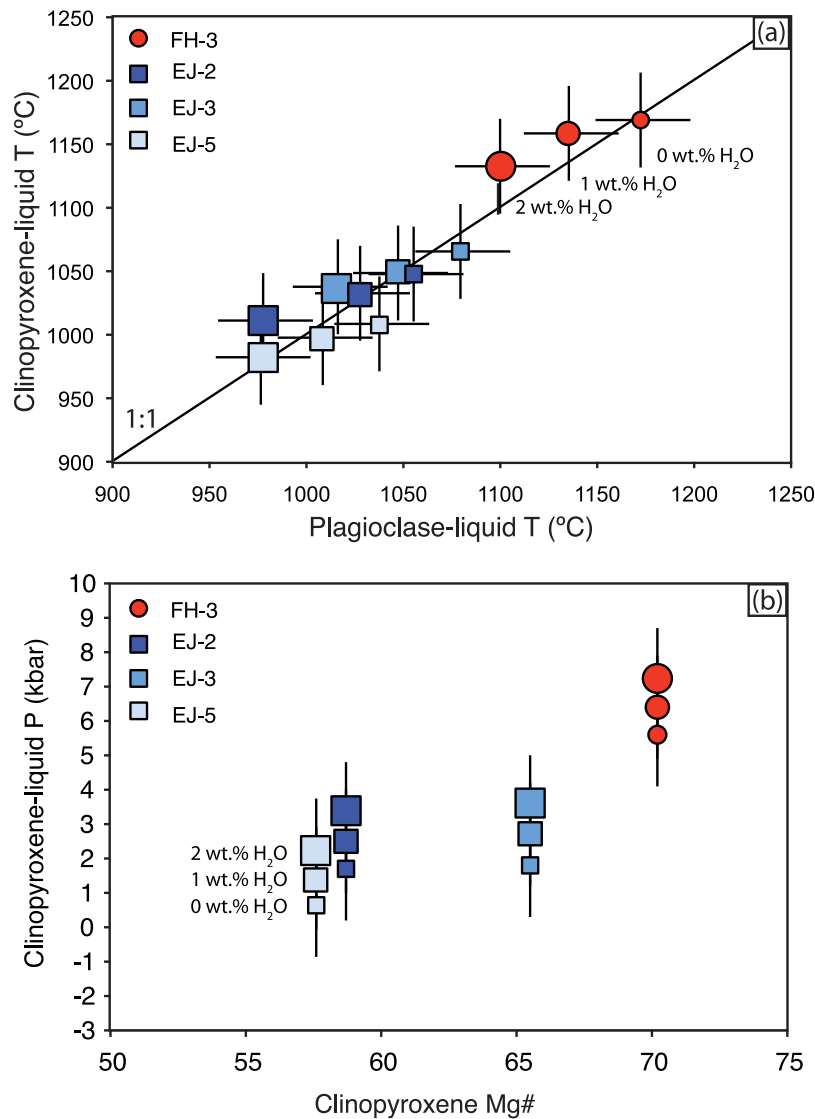 (a)
FH-3
EJ-2
EJ-3
EJ-5
1250
1200
1150
1100
1050
1000
950
900
Clinopyroxene-liquid T (ºC)
0 wt.% H₂O
1 wt.% H₂O
2 wt.% H₂O
1:1
900 950 1000 1050 1100 1150 1200 1250
Plagioclase-liquid T (ºC)
(b)
FH-3
EJ-2
EJ-3
EJ-5
10
9
8
7
6
5
4
3
2
1
0
-1
-2
-3
Clinopyroxene-liquid P (kbar)
2 wt.% H₂O
1 wt.% H₂O
0 wt.% H₂O
50 55 60 65 70 75
Clinopyroxene Mg#